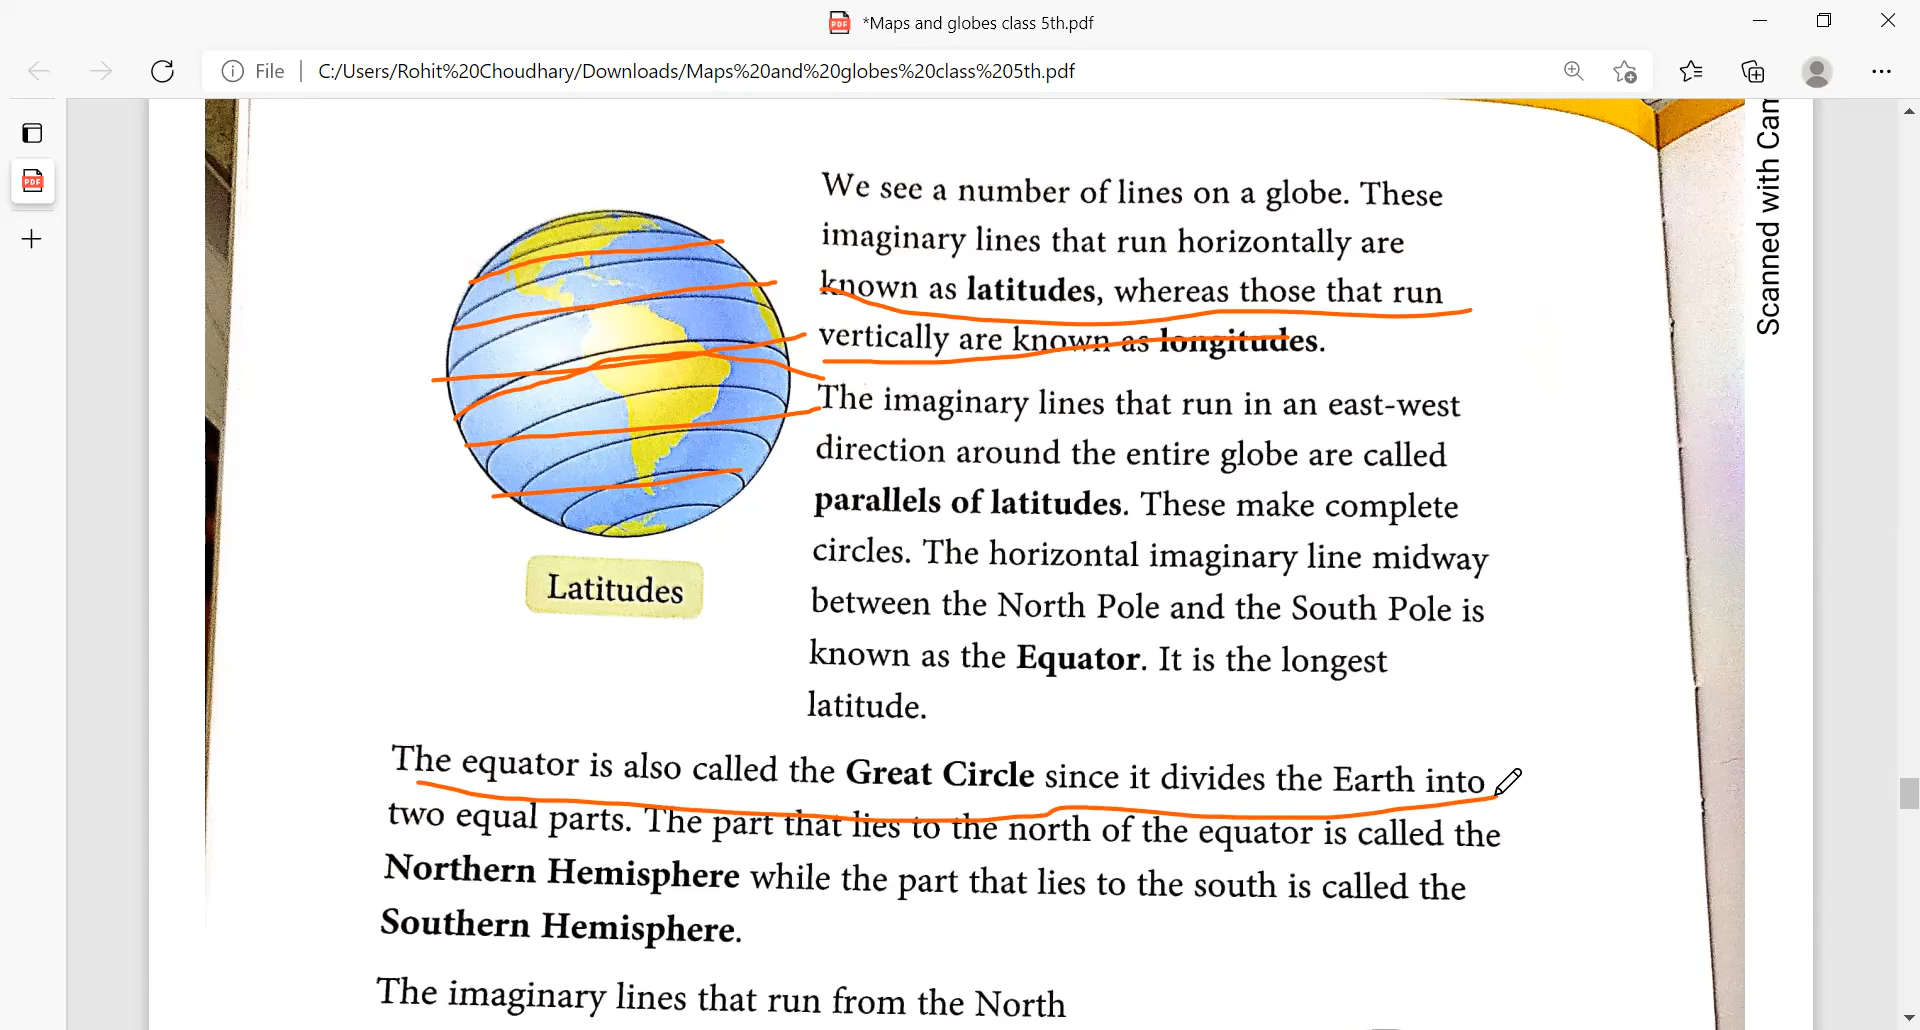 *Maps and globes class 5th.pdf
File | C:/Users/Rohit%20Choudhary/Downloads/Maps%20and%20globes%20class%205th.pdf
Scanned with Cam
We see a number of lines on a globe. These
imaginary lines that run horizontally are
known as latitudes, whereas those that run
vertically are known as longitudes.
The imaginary lines that run in an east-west
direction around the entire globe are called
parallels of latitudes. These make complete
circles. The horizontal imaginary line midway
between the North Pole and the South Pole is
known as the Equator. It is the longest
latitude.
Latitudes
The equator is also called the Great Circle since it divides the Earth into
two equal parts. The part that lies to the north of the equator is called the
Northern Hemisphere while the part that lies to the south is called the
Southern Hemisphere.
The imaginary lines that run from the North